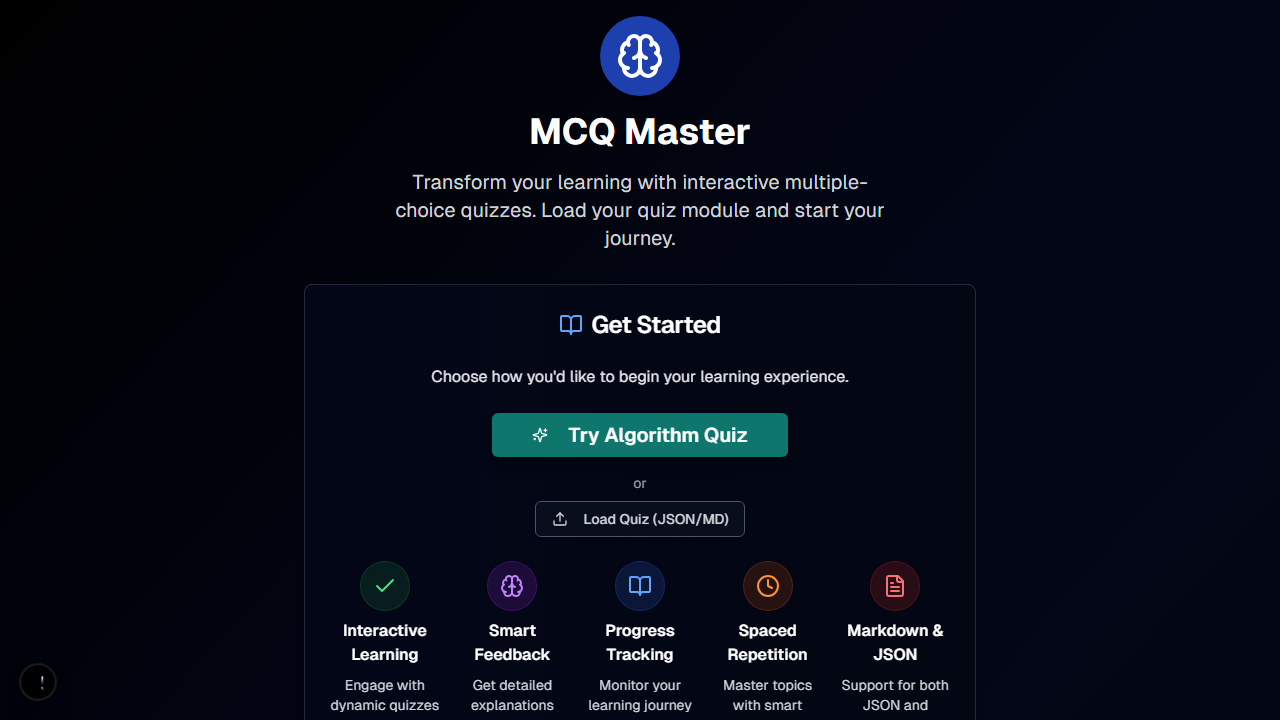 MCQ Master
Transform your learning with interactive multiple-
choice quizzes. Load your quiz module and start your
journey.
Get Started
Choose how you'd like to begin your learning experience.
Try Algorithm Quiz
or
Load Quiz (JSON/MD)
Interactive
Learning
Engage with
dynamic quizzes
Smart
Feedback
Get detailed
explanations
Progress
Tracking
Monitor your
learning journey
Spaced
Repetition
Master topics
with smart
Markdown &
JSON
Support for both
JSON and